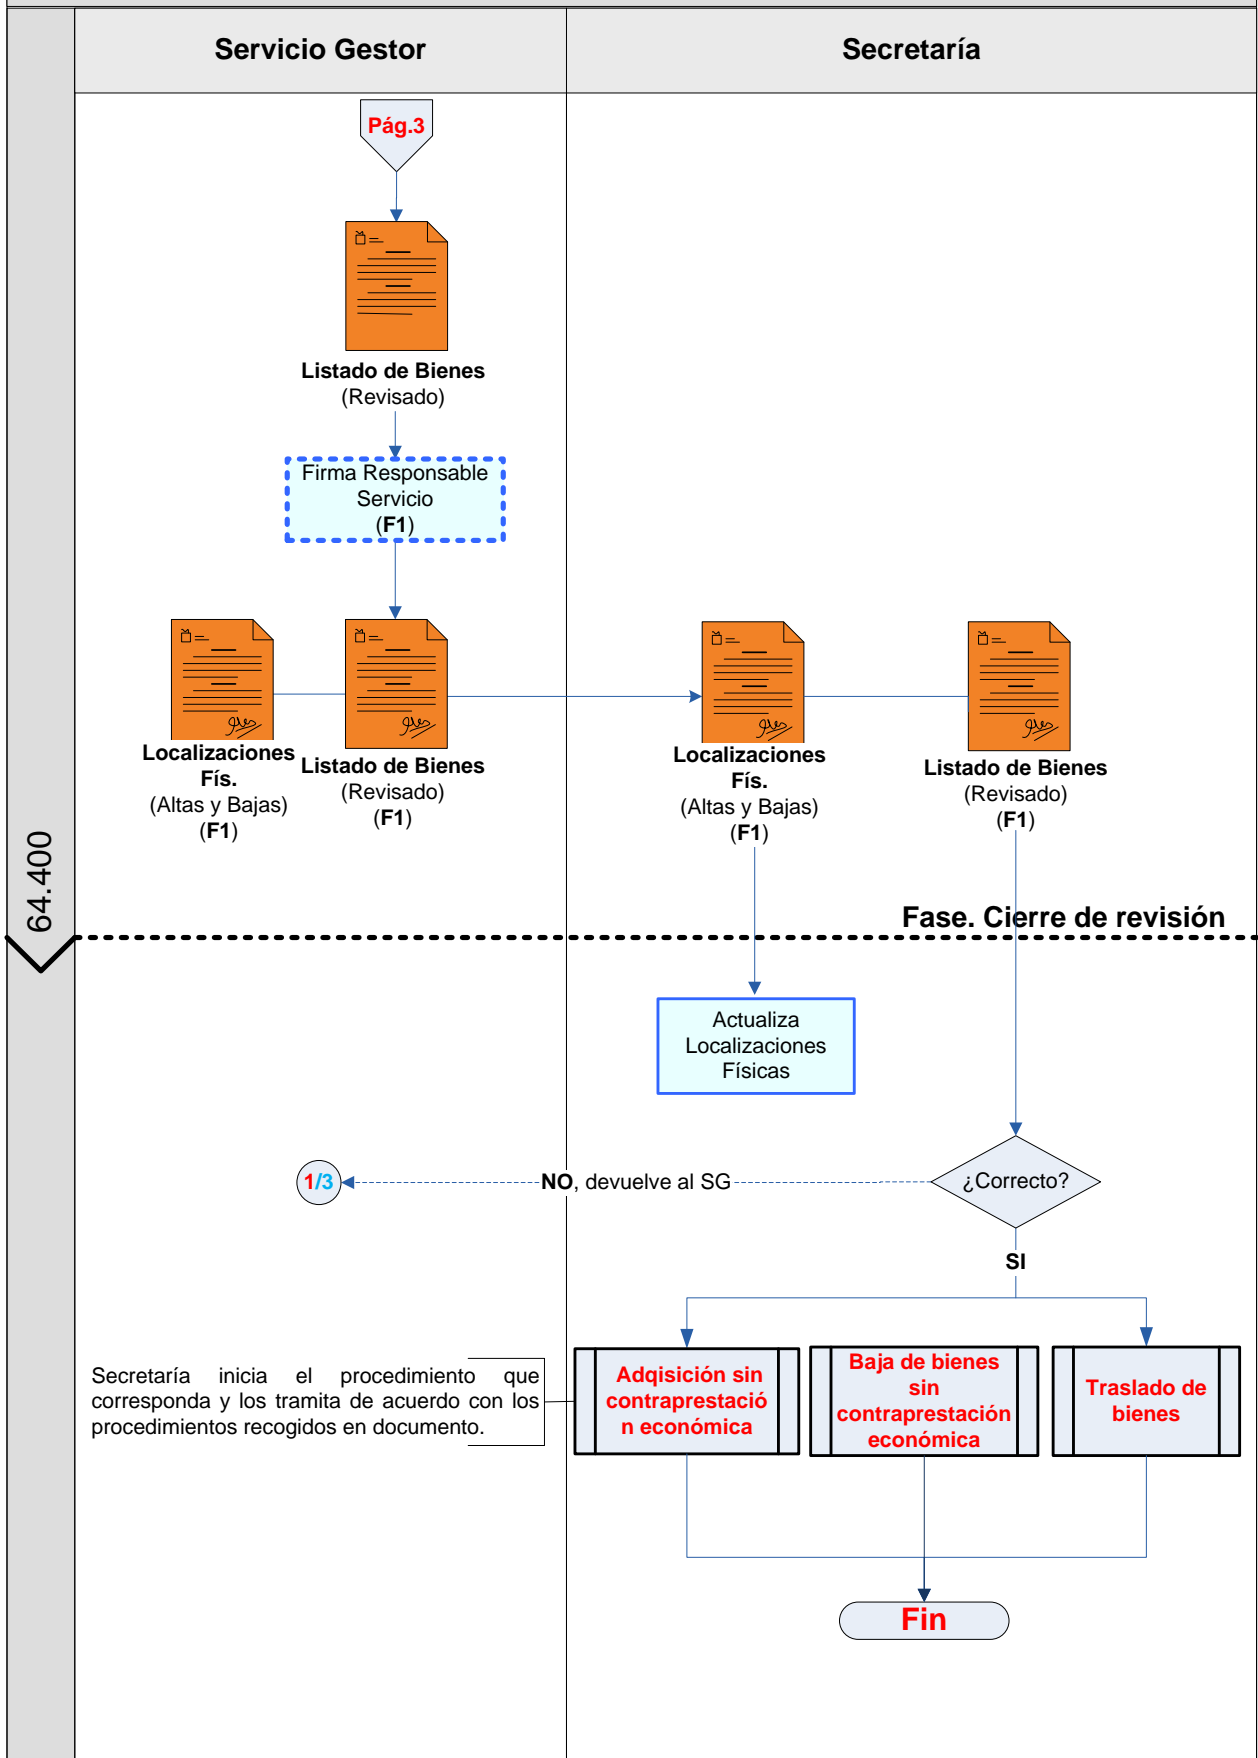 Servicio Gestor
Secretaría
Pág.3
Listado de Bienes
(Revisado)
Firma Responsable
Servicio
(F1)
Localizaciones
Fís.
(Altas y Bajas)
(F1)
Listado de Bienes
(Revisado)
(F1)
Localizaciones
Fís.
(Altas y Bajas)
(F1)
Listado de Bienes
(Revisado)
(F1)
64.400
Fase. Cierre de revisión
Actualiza
Localizaciones
Físicas
1/3
NO, devuelve al SG
¿Correcto?
SI
Secretaría inicia el procedimiento que
corresponda y los tramita de acuerdo con los
procedimientos recogidos en documento.
Adqisición sin
contraprestació
n económica
Baja de bienes
sin
contraprestación
económica
Traslado de
bienes
Fin